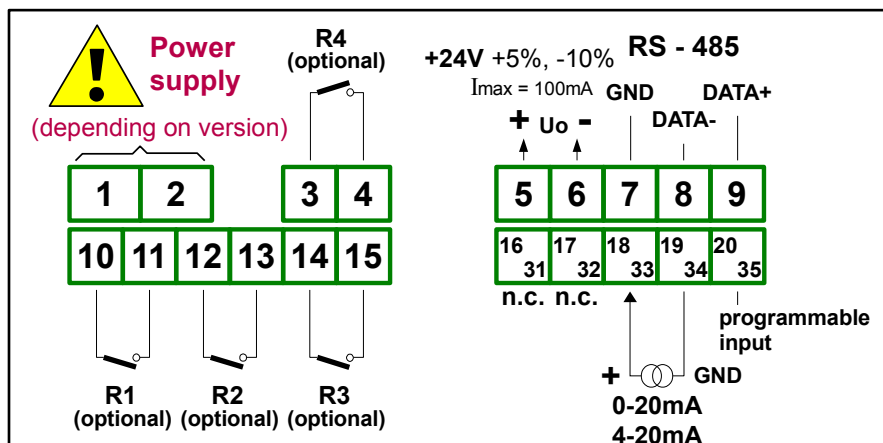 Power
supply
(depending on version)
R4
(optional)
+24V +5%, -10%
Imax = 100mA
+ Uo -
RS - 485
GND
DATA-
DATA+
1 2
3 4
5 6 7 8 9
10 11 12 13 14 15
16 31
17 32
18 33
19 34
20 35
n.c. n.c.
programmable
input
R1
(optional)
R2
(optional)
R3
(optional)
+ GND
0-20mA
4-20mA